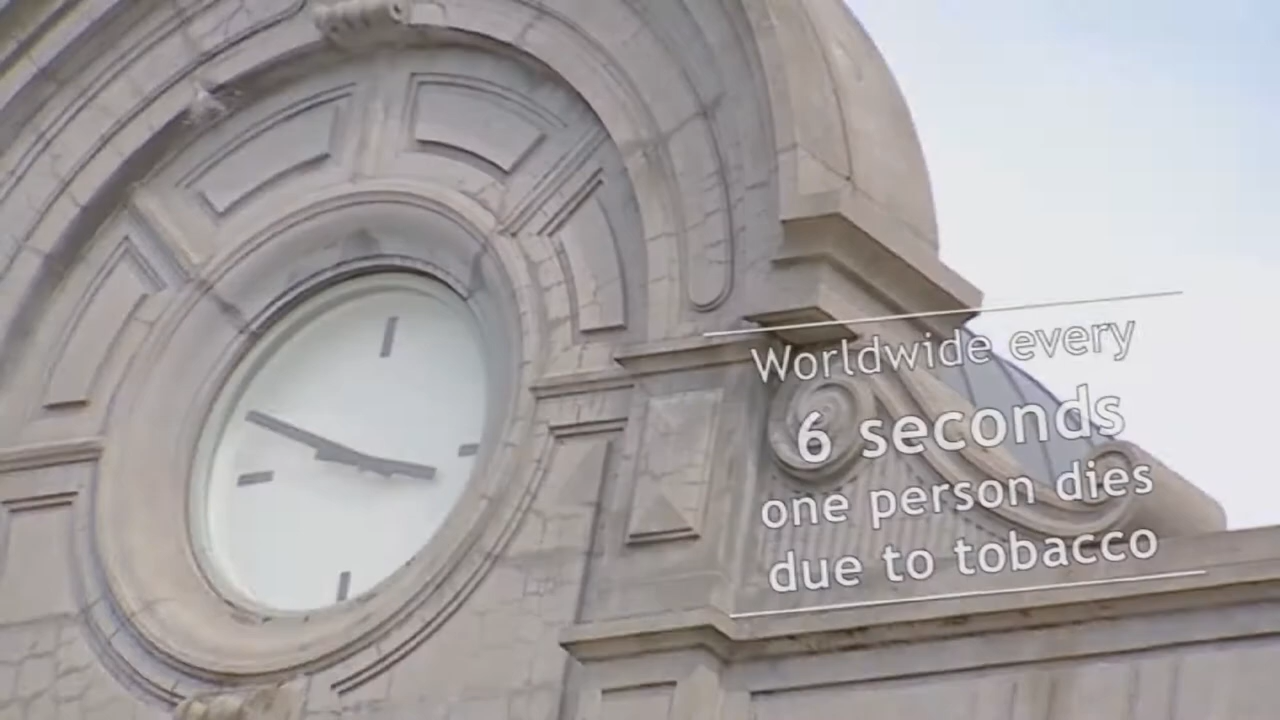 Worldwide every
6 seconds
one person dies
due to tobacco